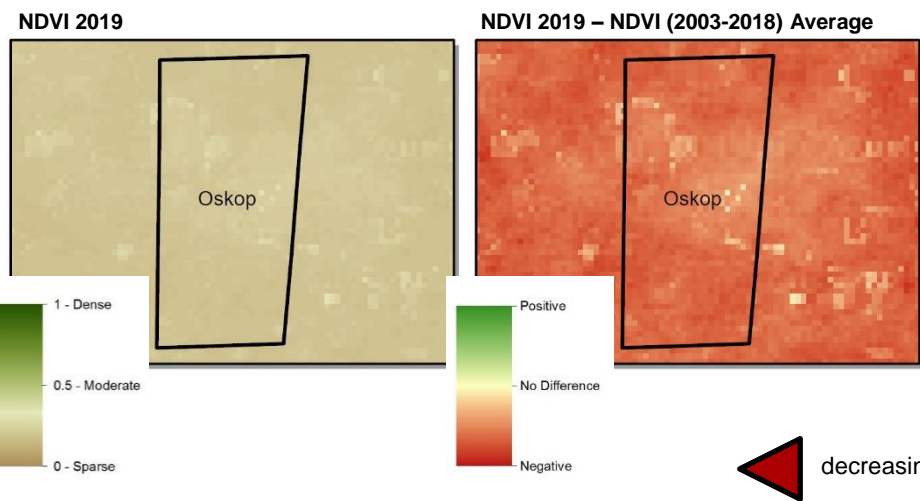 NDVI 2019
NDVI 2019 – NDVI (2003-2018) Average
Oskop
Oskop
1 - Dense
0.5 - Moderate
0 - Sparse
Positive
No Difference
Negative